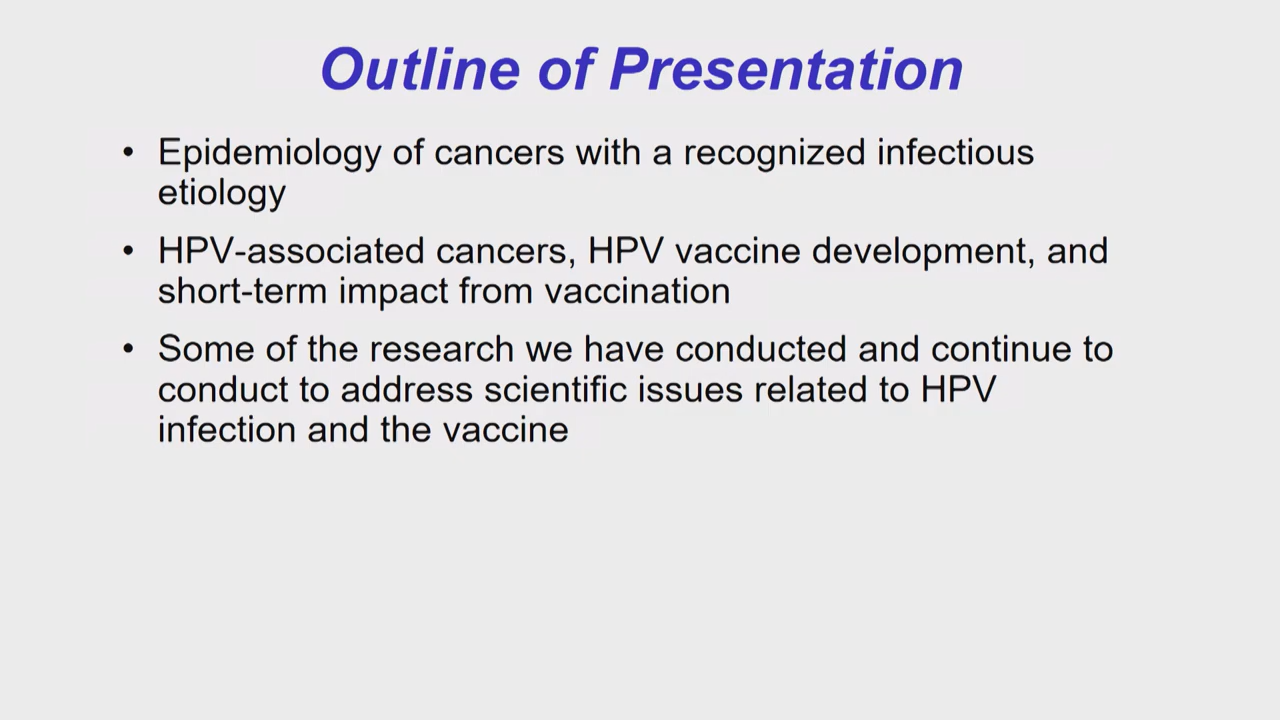 Outline of Presentation
• Epidemiology of cancers with a recognized infectious
etiology
• HPV-associated cancers, HPV vaccine development, and
short-term impact from vaccination
• Some of the research we have conducted and continue to
conduct to address scientific issues related to HPV
infection and the vaccine